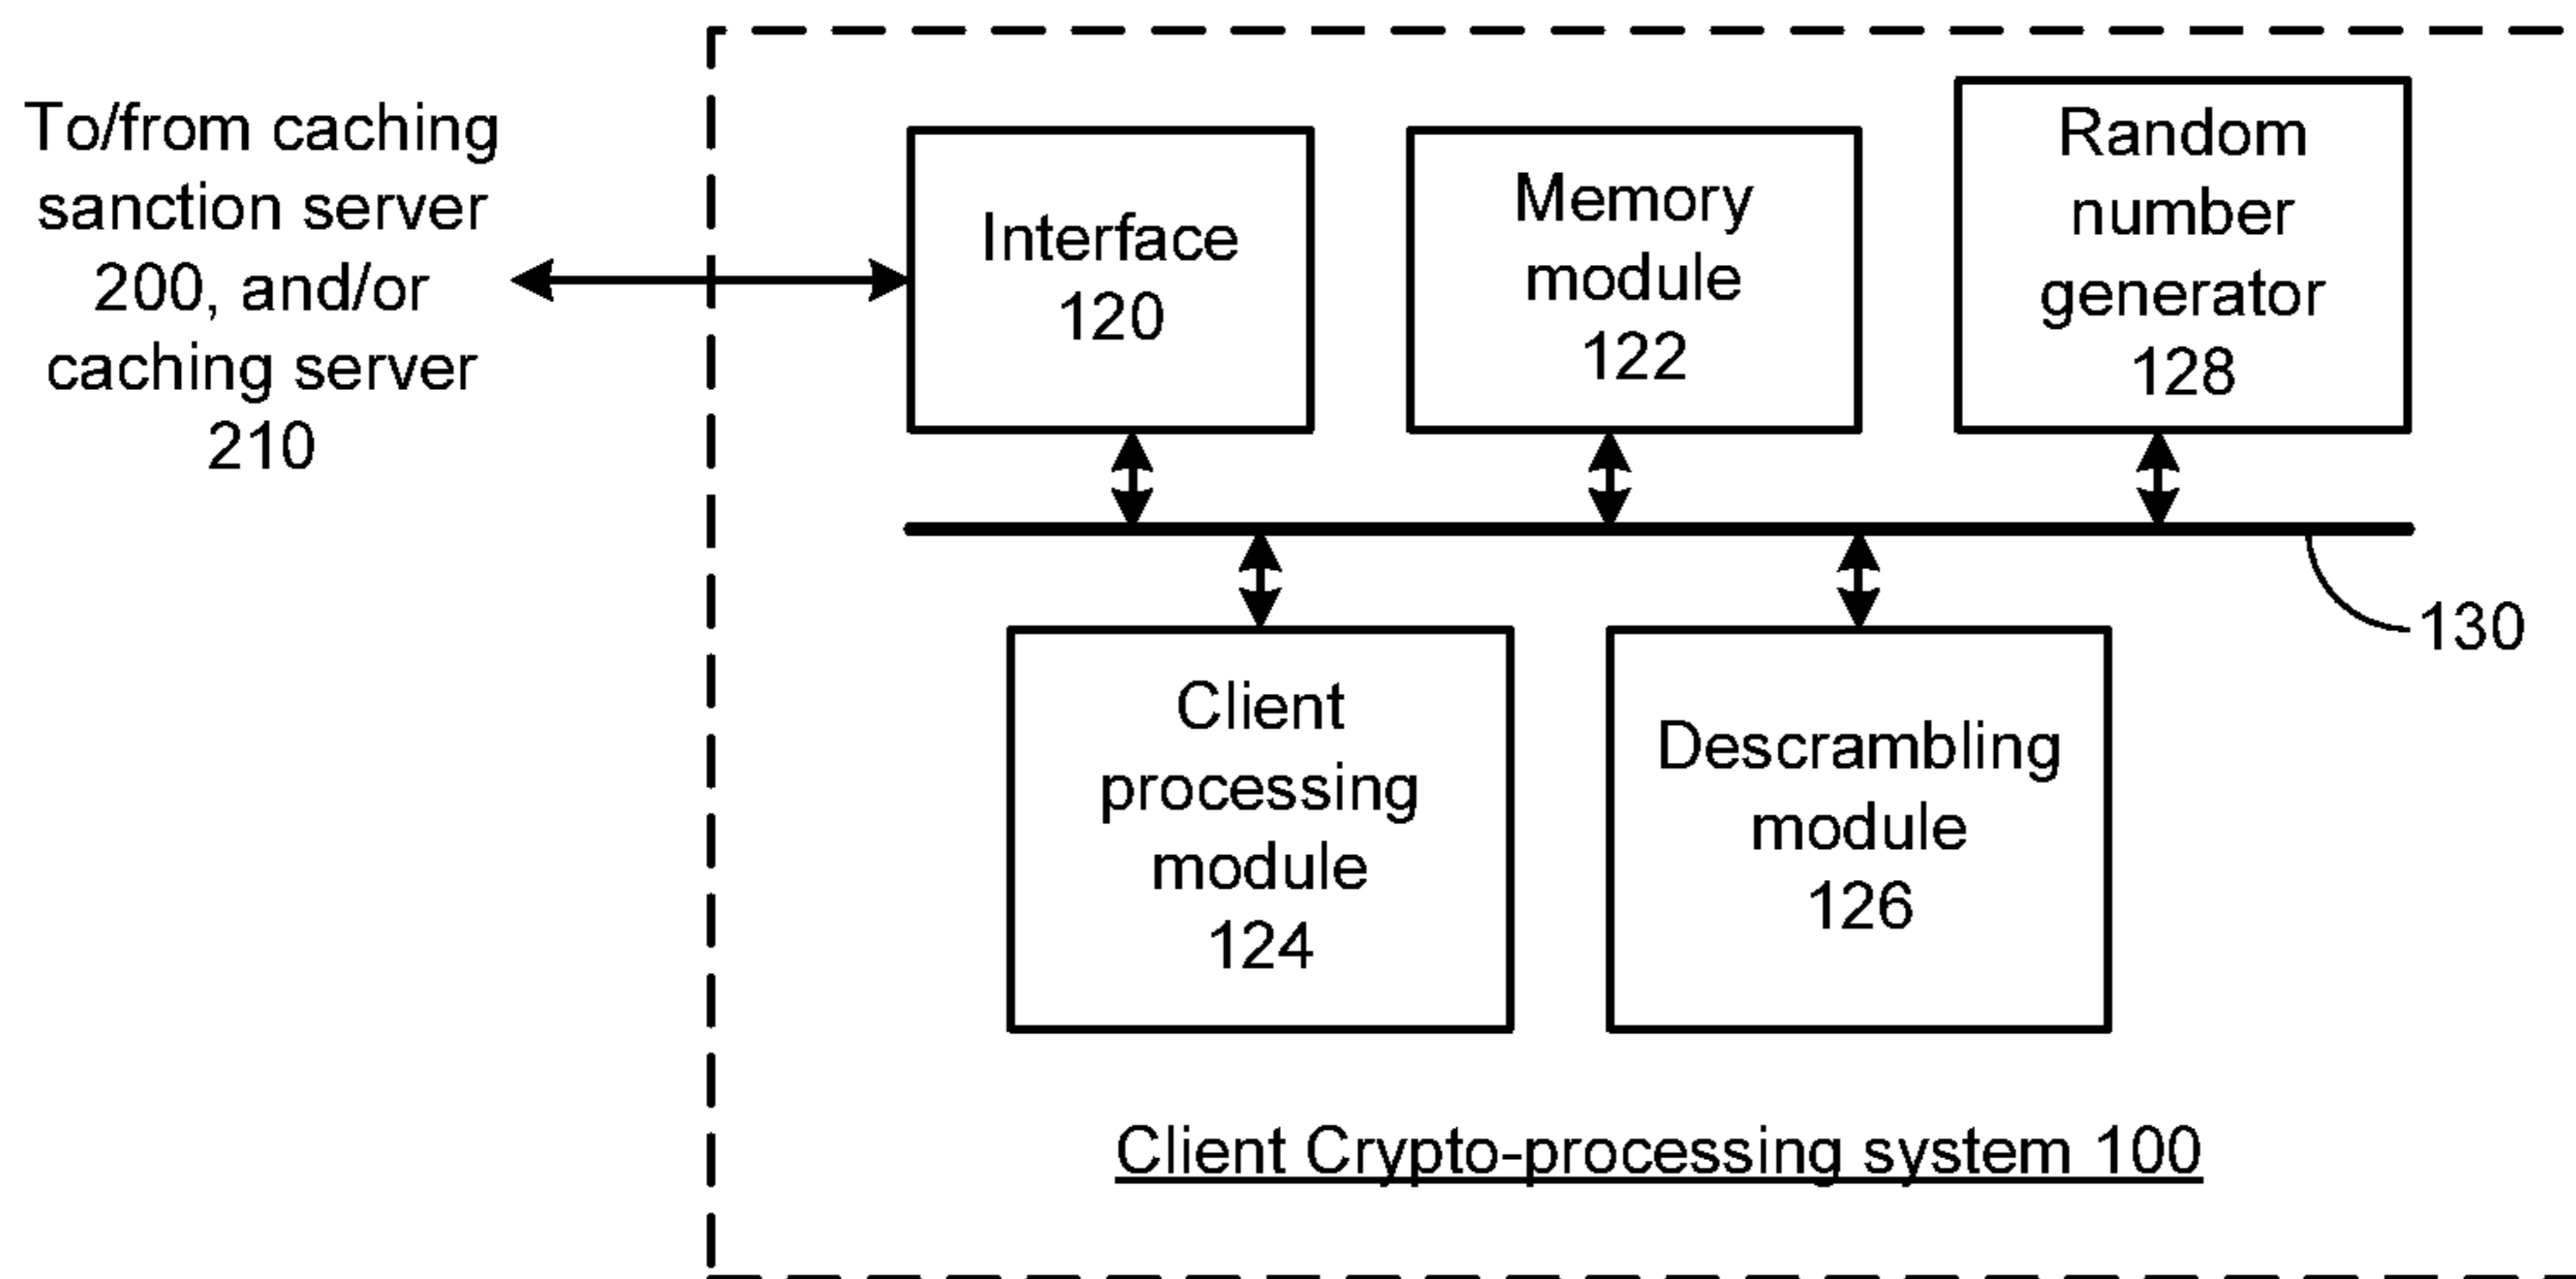 To/from caching
sanction server
200, and/or
caching server
210
Interface
120
Memory
module
122
Random
number
generator
128
130
Client
processing
module
124
Descrambling
module
126
Client Crypto-processing system 100